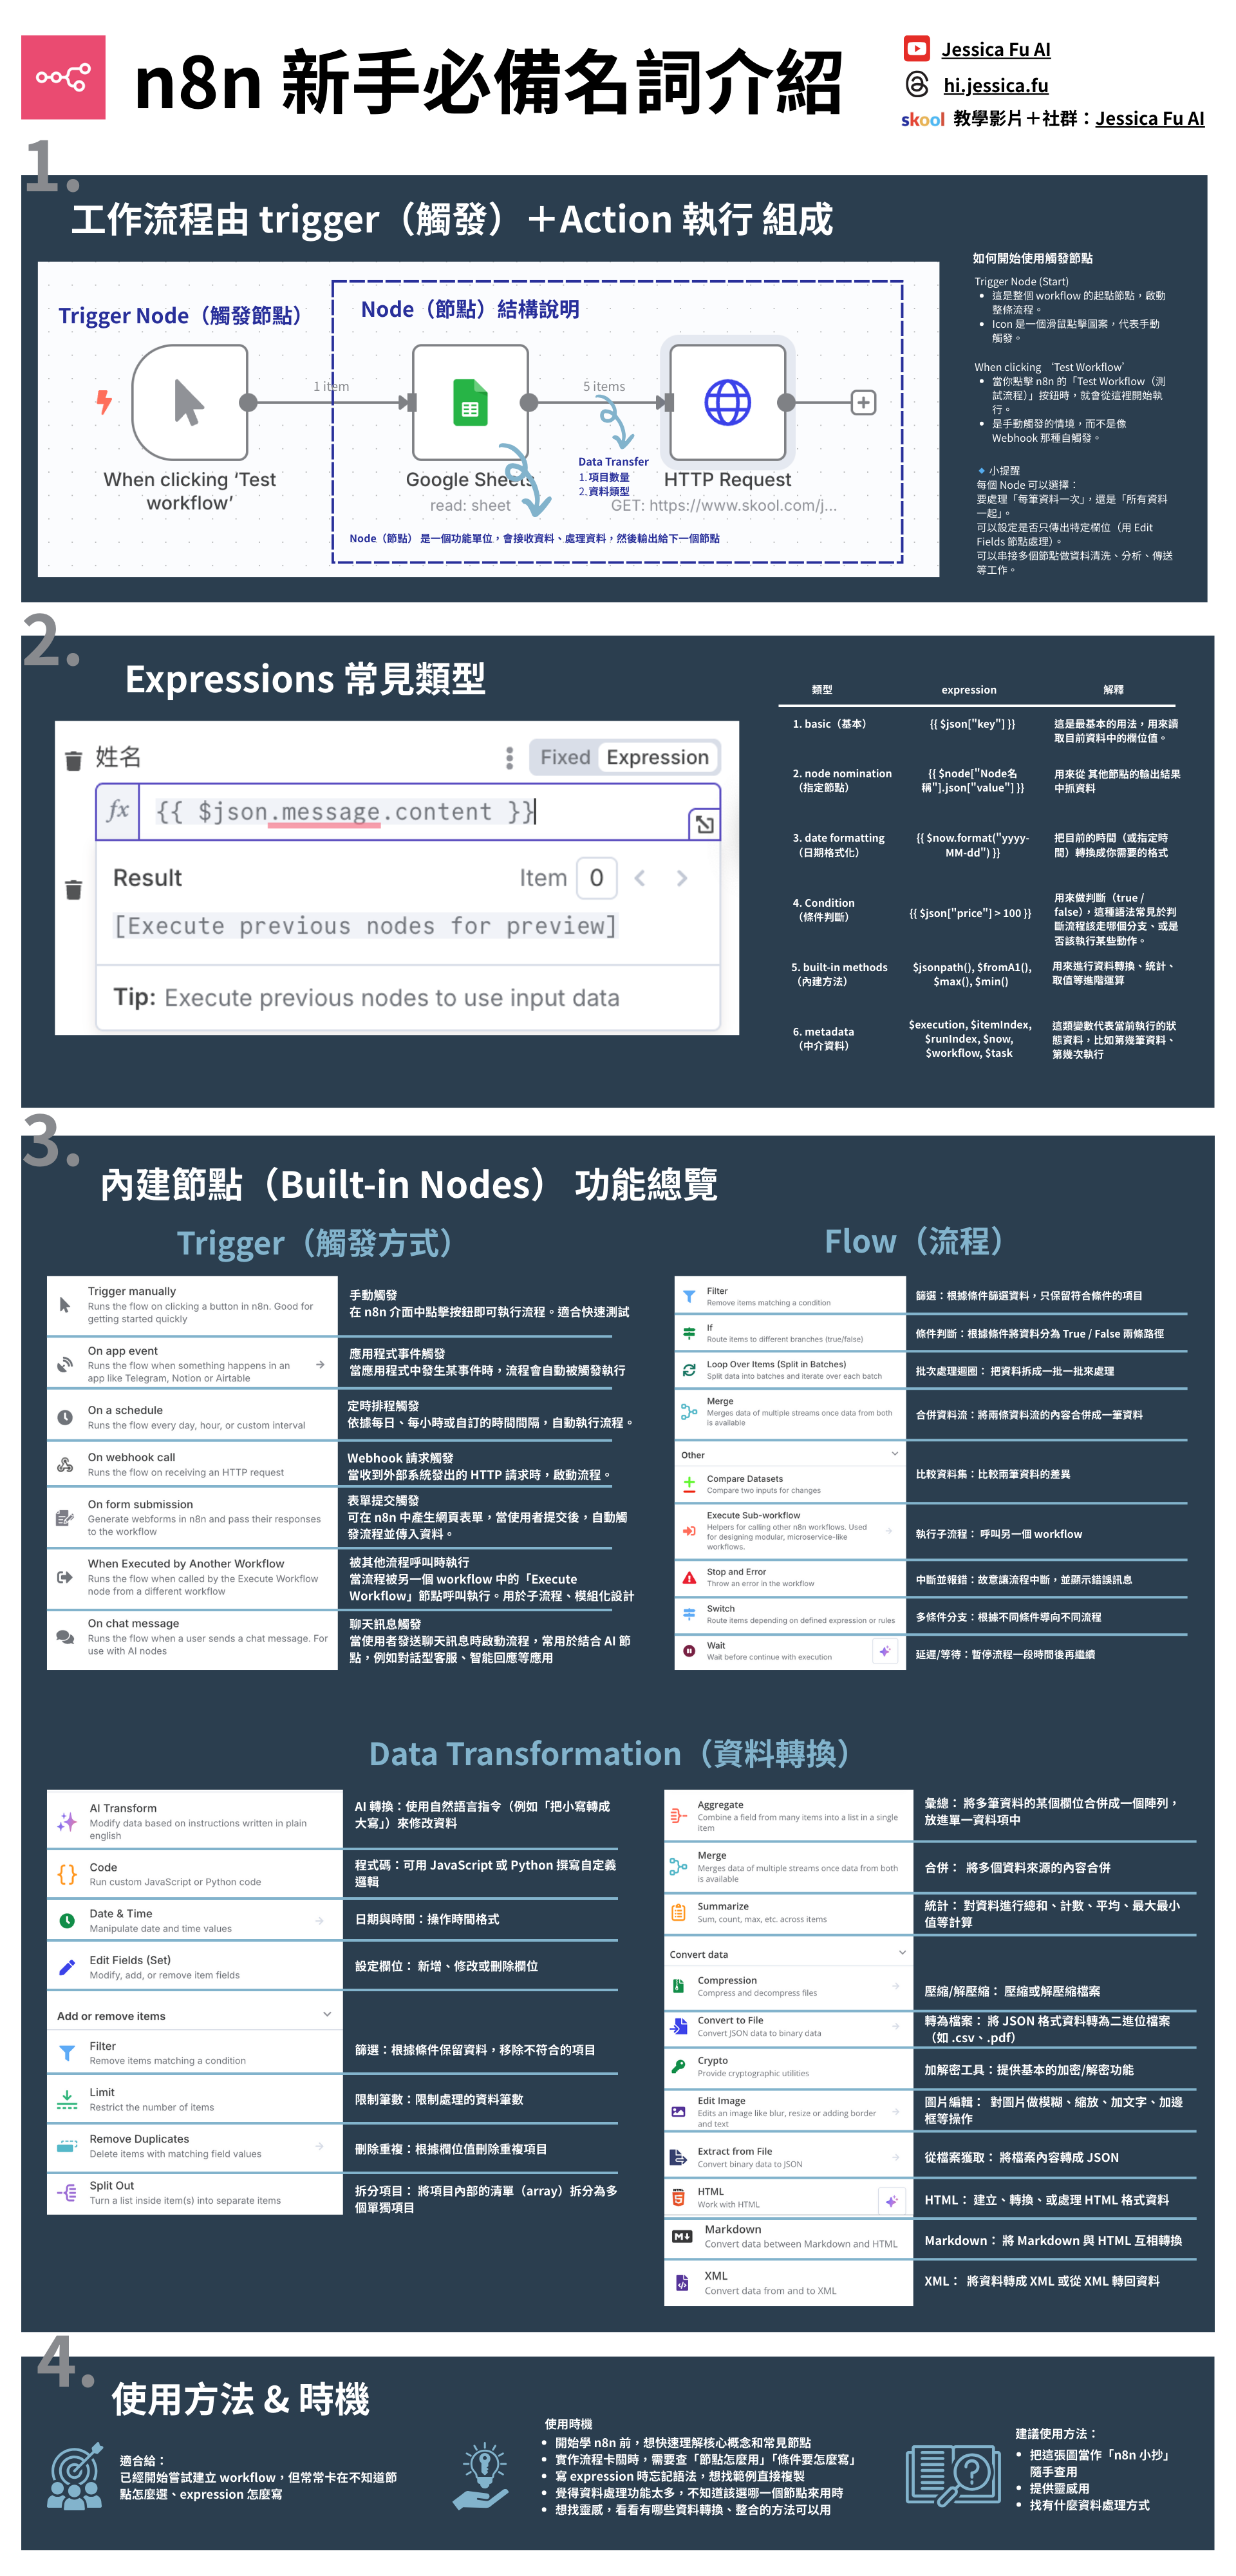 n8n 新手必備名詞介紹
Jessica Fu AI
hi.jessica.fu
skool 教學影片＋社群：Jessica Fu AI
1.
工作流程由 trigger（觸發）＋Action 執行 組成
Trigger Node（觸發節點）
Node（節點）結構說明
1 item
5 items
Data Transfer
1.項目數量
2.資料類型
When clicking ‘Test
workflow’
Google Sheets
read: sheet
HTTP Request
GET: https://www.skool.com/j...
Node（節點） 是一個功能單位，會接收資料、處理資料，然後輸出給下一個節點
如何開始使用觸發節點
Trigger Node (Start)
• 這是整個 workflow 的起點節點，啟動
整條流程。
• Icon 是一個滑鼠點擊圖案，代表手動
觸發。
When clicking ‘Test Workflow’
• 當你點擊 n8n 的「Test Workflow（測
試流程）」按鈕時，就會從這裡開始執
行。
• 是手動觸發的情境，而不是像
Webhook 那種自觸發。
🔹小提醒
每個 Node 可以選擇：
要處理「每筆資料一次」，還是「所有資料
一起」。
可以設定是否只傳出特定欄位（用 Edit
Fields 節點處理）。
可以串接多個節點做資料清洗、分析、傳送
等工作。
2.
Expressions 常見類型
姓名
Fixed Expression
fx {{ $json.message.content }}
Result
Item 0
[Execute previous nodes for preview]
Tip: Execute previous nodes to use input data
類型 expression 解釋
1. basic（基本） {{ $json["key"] }} 這是最基本的用法，用來讀
取目前資料中的欄位值。
2. node nomination
（指定節點）
{{ $node["Node名
稱"].json["value"] }}
用來從 其他節點的輸出結果
中抓資料
3. date formatting
（日期格式化）
{{ $now.format("yyyy-
MM-dd") }}
把目前的時間（或指定時
間）轉換成你需要的格式
4. Condition
（條件判斷）
{{ $json["price"] > 100 }}
用來做判斷（true /
false），這種語法常見於判
斷流程該走哪個分支、或是
否該執行某些動作。
5. built-in methods
（內建方法）
$jsonpath(), $fromA1(),
$max(), $min()
用來進行資料轉換、統計、
取值等進階運算
6. metadata
（中介資料）
$execution, $itemIndex,
$runIndex, $now,
$workflow, $task
這類變數代表當前執行的狀
態資料，比如第幾筆資料、
第幾次執行
3.
內建節點（Built-in Nodes） 功能總覽
Trigger（觸發方式）
Trigger manually
Runs the flow on clicking a button in n8n. Good for
getting started quickly
手動觸發
在 n8n 介面中點擊按鈕即可執行流程。適合快速測試
On app event
Runs the flow when something happens in an
app like Telegram, Notion or Airtable
應用程式事件觸發
當應用程式中發生某事件時，流程會自動被觸發執行
On a schedule
Runs the flow every day, hour, or custom interval
定時排程觸發
依據每日、每小時或自訂的時間間隔，自動執行流程。
On webhook call
Runs the flow on receiving an HTTP request
Webhook 請求觸發
當收到外部系統發出的 HTTP 請求時，啟動流程。
On form submission
Generate webforms in n8n and pass their responses
to the workflow
表單提交觸發
可在 n8n 中產生網頁表單，當使用者提交後，自動觸
發流程並傳入資料。
When Executed by Another Workflow
Runs the flow when called by the Execute Workflow
node from a different workflow
被其他流程呼叫時執行
當流程被另一個 workflow 中的「Execute
Workflow」節點呼叫執行。用於子流程、模組化設計
On chat message
Runs the flow when a user sends a chat message. For
use with AI nodes
聊天訊息觸發
當使用者發送聊天訊息時啟動流程，常用於結合 AI 節
點，例如對話型客服、智能回應等應用
Flow（流程）
Filter
Remove items matching a condition
篩選：根據條件篩選資料，只保留符合條件的項目
If
Route items to different branches (true/false)
條件判斷：根據條件將資料分為 True / False 兩條路徑
Loop Over Items (Split in Batches)
Split data into batches and iterate over each batch
批次處理迴圈： 把資料拆成一批一批來處理
Merge
Merges data of multiple streams once data from both
is available
合併資料流：將兩條資料流的內容合併成一筆資料
Other
Compare Datasets
Compare two inputs for changes
比較資料集：比較兩筆資料的差異
Execute Sub-workflow
Helpers for calling other n8n workflows. Used
for designing modular, microservice-like
workflows.
執行子流程： 呼叫另一個 workflow
Stop and Error
Throw an error in the workflow
中斷並報錯：故意讓流程中斷，並顯示錯誤訊息
Switch
Route items depending on defined expression or rules
多條件分支：根據不同條件導向不同流程
Wait
Wait before continue with execution
延遲/等待：暫停流程一段時間後再繼續
Data Transformation（資料轉換）
AI Transform
Modify data based on instructions written in plain
english
AI 轉換：使用自然語言指令（例如「把小寫轉成
大寫」）來修改資料
Code
Run custom JavaScript or Python code
程式碼：可用 JavaScript 或 Python 撰寫自定義
邏輯
Date & Time
Manipulate date and time values
日期與時間：操作時間格式
Edit Fields (Set)
Modify, add, or remove item fields
設定欄位： 新增、修改或刪除欄位
Add or remove items
Filter
Remove items matching a condition
篩選：根據條件保留資料，移除不符合的項目
Limit
Restrict the number of items
限制筆數：限制處理的資料筆數
Remove Duplicates
Delete items with matching field values
刪除重複：根據欄位值刪除重複項目
Split Out
Turn a list inside item(s) into separate items
拆分項目： 將項目內部的清單（array）拆分為多
個單獨項目
Aggregate
Combine a field from many items into a list in a single
item
彙總： 將多筆資料的某個欄位合併成一個陣列，
放進單一資料項中
Merge
Merges data of multiple streams once data from both
is available
合併： 將多個資料來源的內容合併
Summarize
Sum, count, max, etc. across items
統計： 對資料進行總和、計數、平均、最大最小
值等計算
Convert data
Compression
Compress and decompress files
壓縮/解壓縮： 壓縮或解壓縮檔案
Convert to File
Convert JSON data to binary data
轉為檔案： 將 JSON 格式資料轉為二進位檔案
（如 .csv、.pdf）
Crypto
Provide cryptographic utilities
加解密工具：提供基本的加密/解密功能
Edit Image
Edits an image like blur, resize or adding border
and text
圖片編輯： 對圖片做模糊、縮放、加文字、加邊
框等操作
Extract from File
Convert binary data to JSON
從檔案獲取： 將檔案內容轉成 JSON
HTML
Work with HTML
HTML： 建立、轉換、或處理 HTML 格式資料
Markdown
Convert data between Markdown and HTML
Markdown： 將 Markdown 與 HTML 互相轉換
XML
Convert data from and to XML
XML： 將資料轉成 XML 或從 XML 轉回資料
4.
使用方法 & 時機
適合給：
已經開始嘗試建立 workflow，但常常卡在不知道節
點怎麼選、expression 怎麼寫
使用時機
• 開始學 n8n 前，想快速理解核心概念和常見節點
• 實作流程卡關時，需要查「節點怎麼用」「條件要怎麼寫」
• 寫 expression 時忘記語法，想找範例直接複製
• 覺得資料處理功能太多，不知道該選哪一個節點來用時
• 想找靈感，看看有哪些資料轉換、整合的方法可以用
建議使用方法：
• 把這張圖當作「n8n 小抄」
隨手查用
• 提供靈感用
• 找有什麼資料處理方式